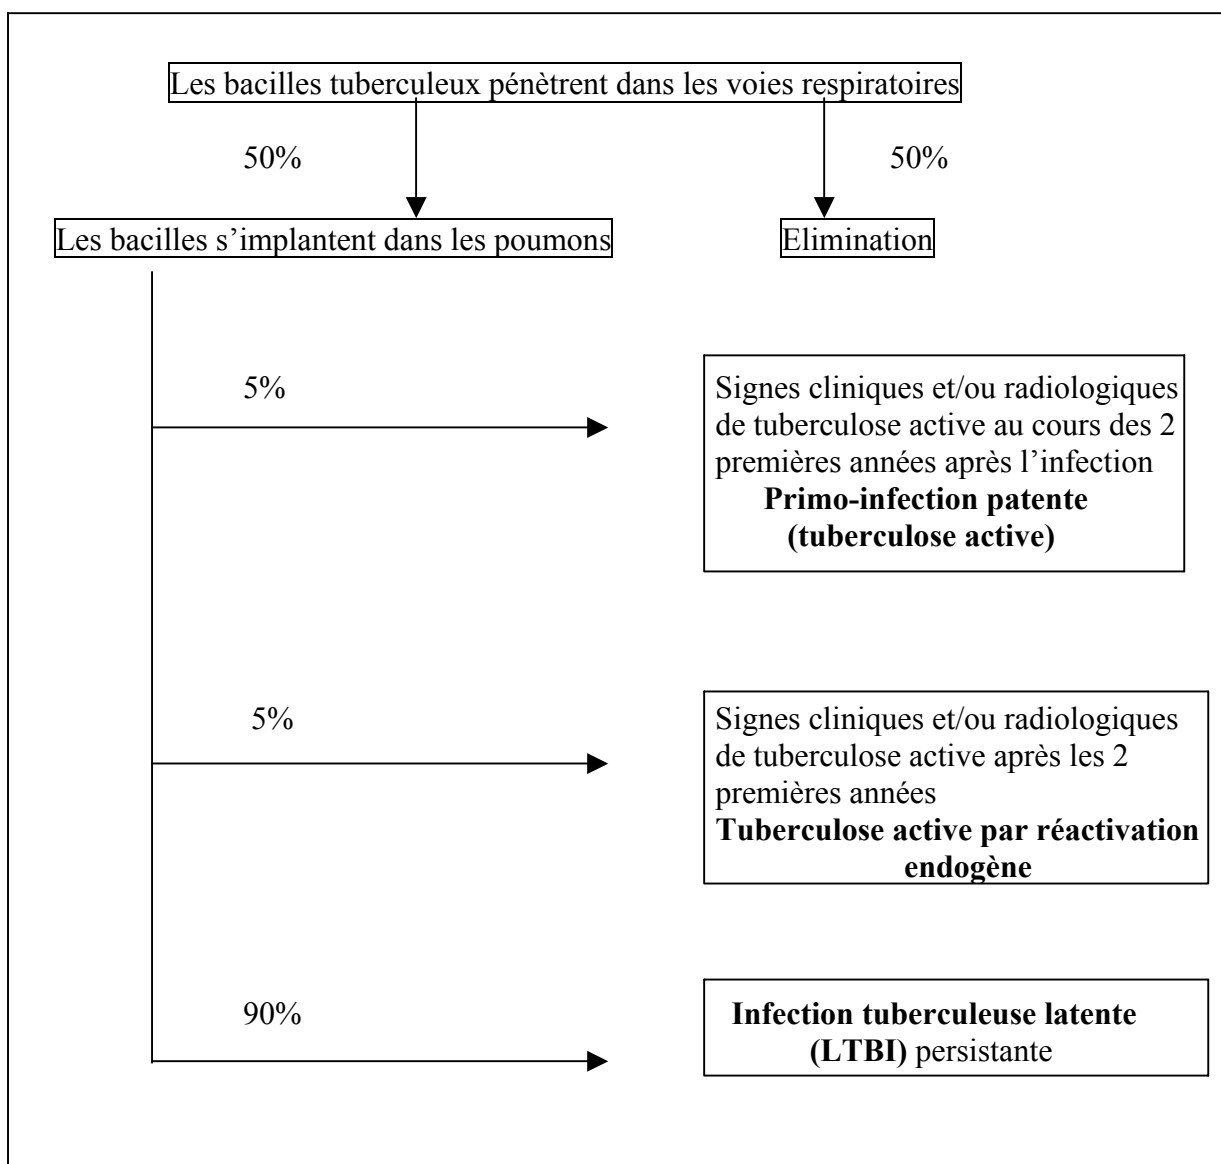 Les bacilles tuberculeux pénètrent dans les voies respiratoires
50%
50%
Les bacilles s’implantent dans les poumons
Elimination
5%
Signes cliniques et/ou radiologiques
de tuberculose active au cours des 2
premières années après l’infection
Primo-infection patente
(tuberculose active)
5%
Signes cliniques et/ou radiologiques
de tuberculose active après les 2
premières années
Tuberculose active par réactivation
endogène
90%
Infection tuberculeuse latente
(LTBI) persistante